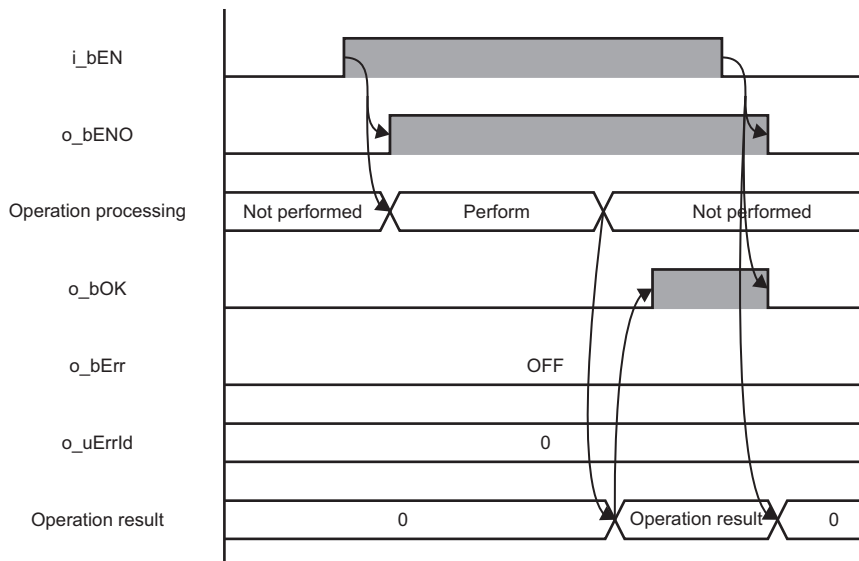 i_bEN
o_bENO
Operation processing
Not performed
Perform
Not performed
o_bOK
o_bErr
OFF
o_uErrId
0
Operation result
0
Operation result
0